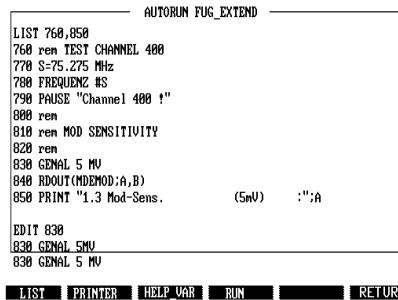 AUTORUN FUG_EXTEND
LIST 760,850
760 rem TEST CHANNEL 400
770 S=75.275 MHz
780 FREQUENZ #S
790 PAUSE "Channel 400 !"
800 rem
810 rem MOD SENSITIVITY
820 rem
830 GENAL 5 MV
840 RDOUT(MDEMOD;A,B)
850 PRINT "1.3 Mod-Sens. (5mV) :";A
EDIT 830
830 GENAL 5MV
830 GENAL 5 MV
LIST PRINTER HELP_VAR RUN RETUR